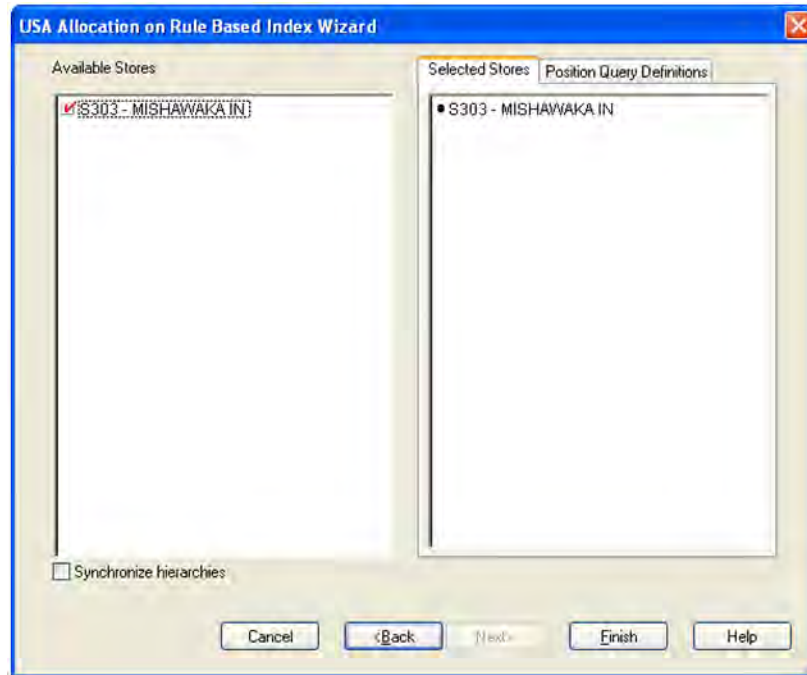 USA Allocation on Rule Based Index Wizard
Available Stores
Selected Stores
Position Query Definitions
S303 - MISHAWAKA IN
S303 - MISHAWAKA IN
Synchronize hierarchies
Cancel
<Back
Next>
Finish
Help